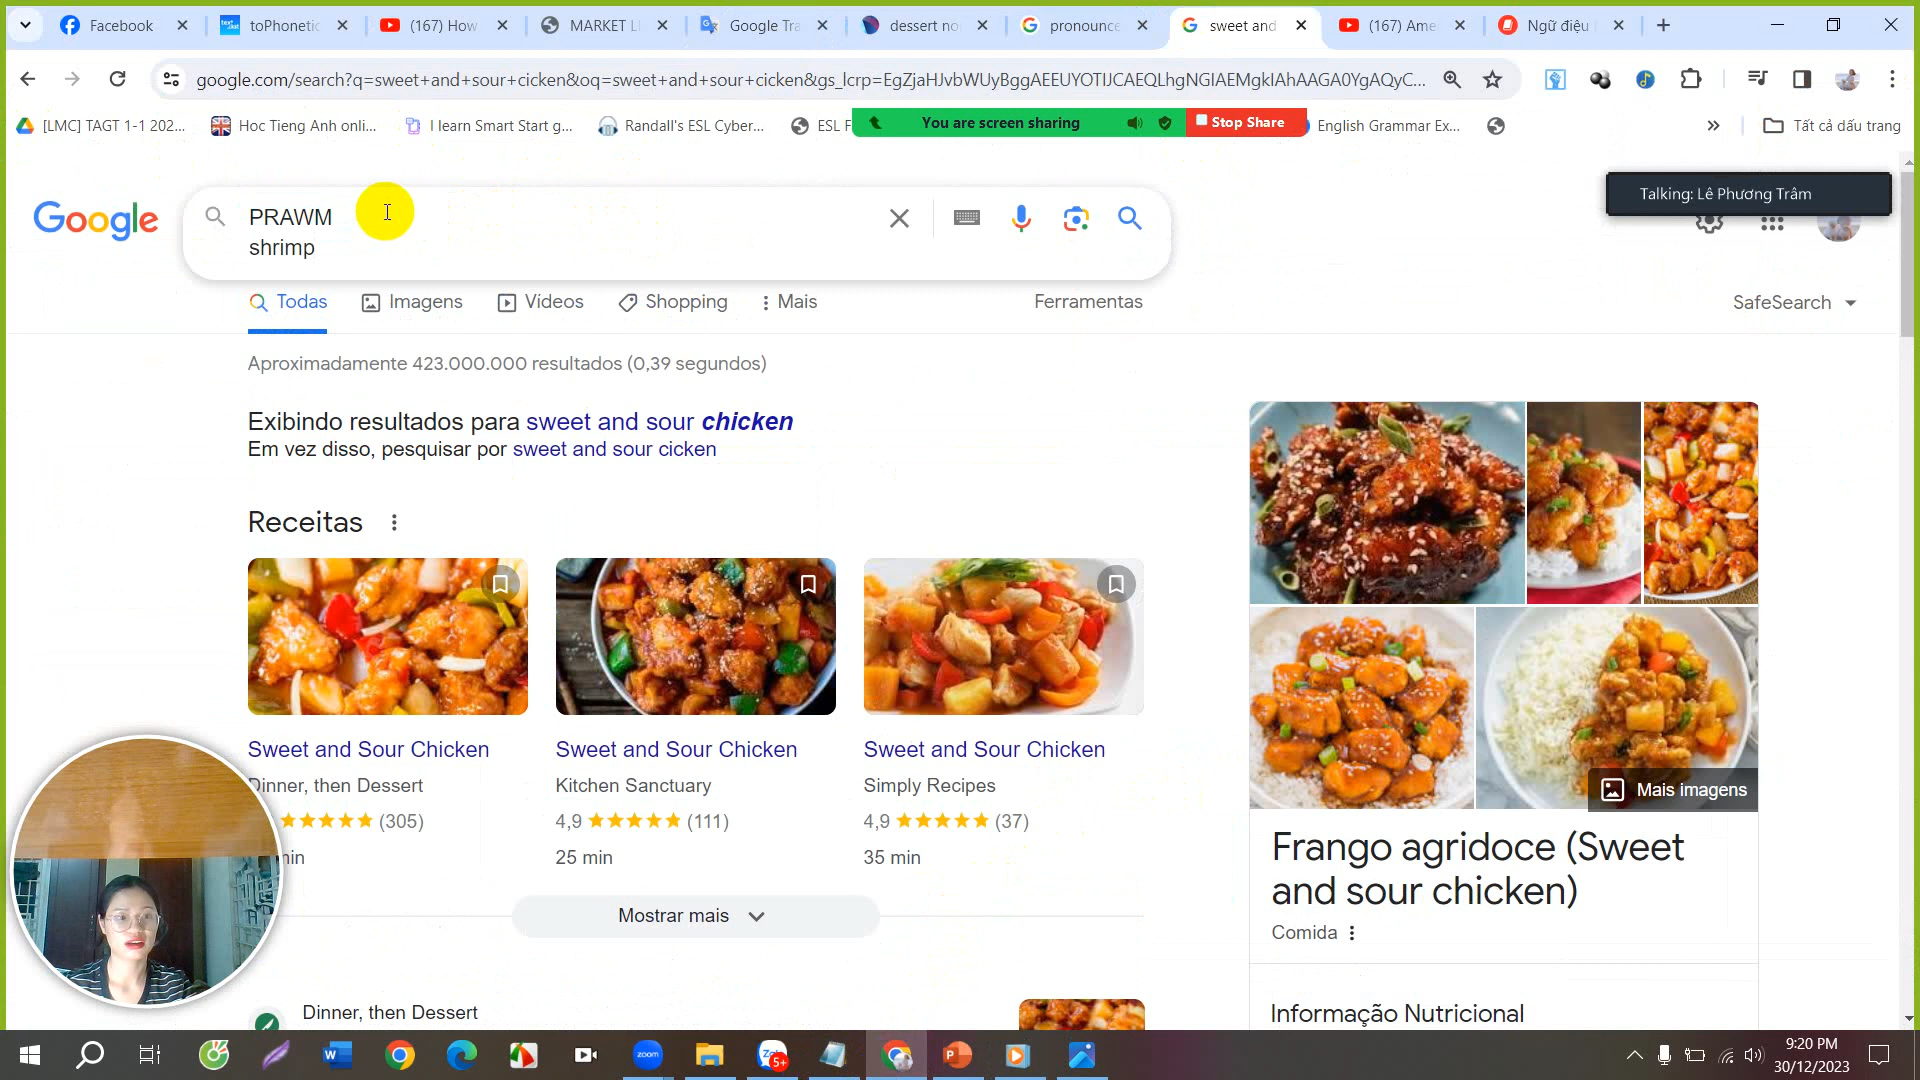 Facebook
toPhonetic
(167) How
MARKET L
Google Tra
dessert no
pronounce
sweet and
(167) Ame
Ngữ điệu
google.com/search?q=sweet+and+sour+cicken&oq=sweet+and+sour+cicken&gs_lcrp=EgZjaHJvbWUyBggAEEUYOTIJCAEQLhgNGIAEMgkIAhAAGA0YgAQyC...
[LMC] TAGT 1-1 202...
Hoc Tieng Anh onli...
I learn Smart Start g...
Randall's ESL Cyber...
ESL F
You are screen sharing
Stop Share
English Grammar Ex...
Tất cả dấu trang
Talking: Lê Phương Trâm
Google
PRAWM
shrimp
Todas
Imagens
Vídeos
Shopping
Mais
Ferramentas
SafeSearch
Aproximadamente 423.000.000 resultados (0,39 segundos)
Exibindo resultados para sweet and sour chicken
Em vez disso, pesquisar por sweet and sour cicken
Receitas
Sweet and Sour Chicken
Dinner, then Dessert
(305)
min
Sweet and Sour Chicken
Kitchen Sanctuary
4,9 (111)
25 min
Sweet and Sour Chicken
Simply Recipes
4,9 (37)
35 min
Mostrar mais
Dinner, then Dessert
Mais imagens
Frango agridoce (Sweet
and sour chicken)
Comida
Informação Nutricional
zoom
5+
9:20 PM
30/12/2023